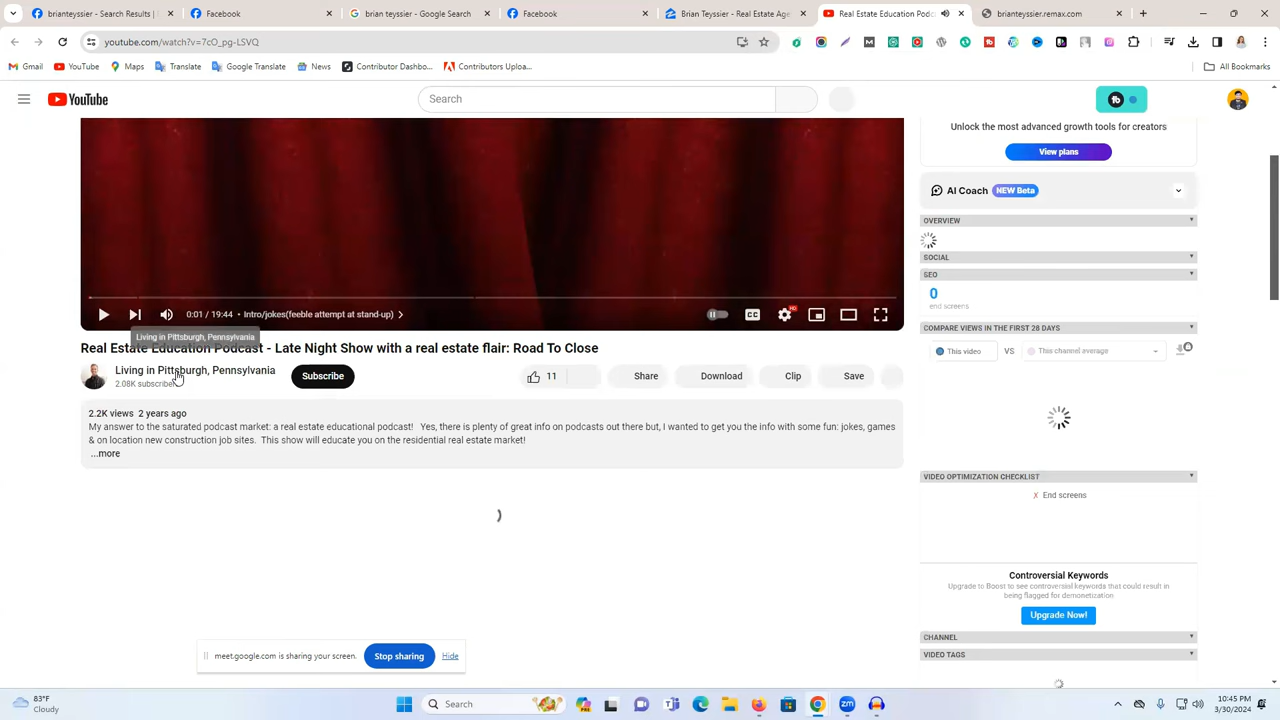 brianteyssier | Facebook
Facebook
brian teyssier - Google Search
Facebook
Brian Teyssier - Real Estate Age
Real Estate Education Podc
brianteyssier.remax.com
youtube.com/watch?v=7cO_pg-LSVQ
Gmail
YouTube
Maps
Translate
Google Translate
News
Contributor Dashbo...
Contributors Uploa...
All Bookmarks
YouTube
Search
Unlock the most advanced growth tools for creators
View plans
AI Coach NEW Beta
OVERVIEW
SOCIAL
SEO
0
end screens
COMPARE VIEWS IN THE FIRST 28 DAYS
This video VS This channel average
0:01 / 19:44 • Intro/jokes(feeble attempt at stand-up)
CC
HD
Living in Pittsburgh, Pennsylvania
Real Estate Education Podcast - Late Night Show with a real estate flair: Road To Close
Living in Pittsburgh, Pennsylvania
2.08K subscribe
Subscribe
11
Share
Download
Clip
Save
2.2K views 2 years ago
My answer to the saturated podcast market: a real estate educational podcast! Yes, there is plenty of great info on podcasts out there but, I wanted to get you the info with some fun: jokes, games
& on location new construction job sites. This show will educate you on the residential real estate market!
...more
VIDEO OPTIMIZATION CHECKLIST
X End screens
Controversial Keywords
Upgrade to Boost to see controversial keywords that could result in
being flagged for demonetization
Upgrade Now!
CHANNEL
VIDEO TAGS
meet.google.com is sharing your screen.
Stop sharing
Hide
83°F
Cloudy
Search
10:45 PM
3/30/2024